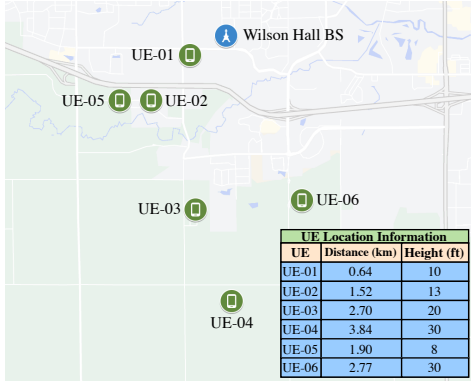 Wilson Hall BS
UE-01
UE-05
UE-02
UE-03
UE-06
UE-04
UE Location Information
UE Distance (km) Height (ft)
UE-01 0.64 10
UE-02 1.52 13
UE-03 2.70 20
UE-04 3.84 30
UE-05 1.90 8
UE-06 2.77 30